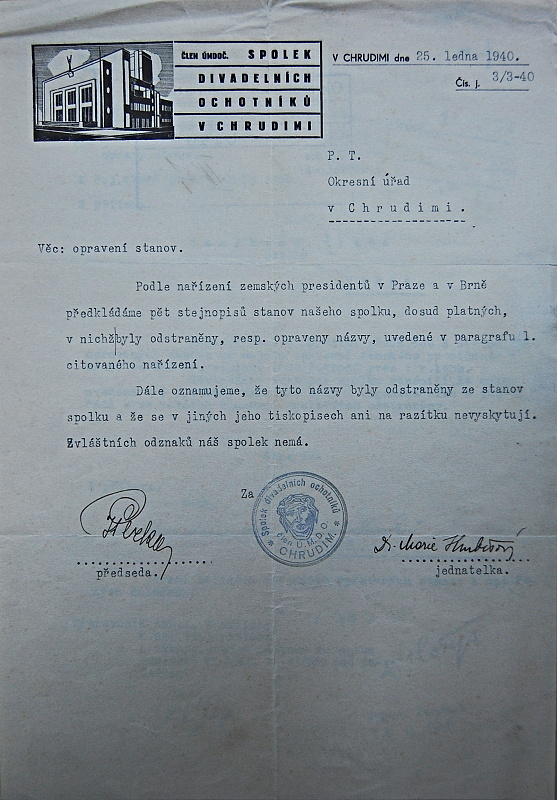 ČLEN ÚMDOČ. SPOLEK
DIVADELNÍCH
OCHOTNÍKŮ
V CHRUDIMI
V CHRUDIMI dne 25. ledna 1940.
Čís. j. 3/3-40
P. T.
Okresní úřad
v Chrudimi.
Věc: opravení stanov.
Podle nařízení zemských presidentů v Praze a v Brně
předkládáme pět stejnopisů stanov našeho spolku, dosud platných,
v nichž byly odstraněny, resp. opraveny názvy, uvedené v paragrafu 1.
citovaného nařízení.
Dále oznamujeme, že tyto názvy byly odstraněny ze stanov
spolku a že se v jiných jeho tiskopisech ani na razítku nevyskytují.
Zvláštních odznaků náš spolek nemá.
Za
Spolek divadelních ochotníků
člen Ú.M.D.O.
* CHRUDIM *
Dr. Marie
předseda.
jednatelka.